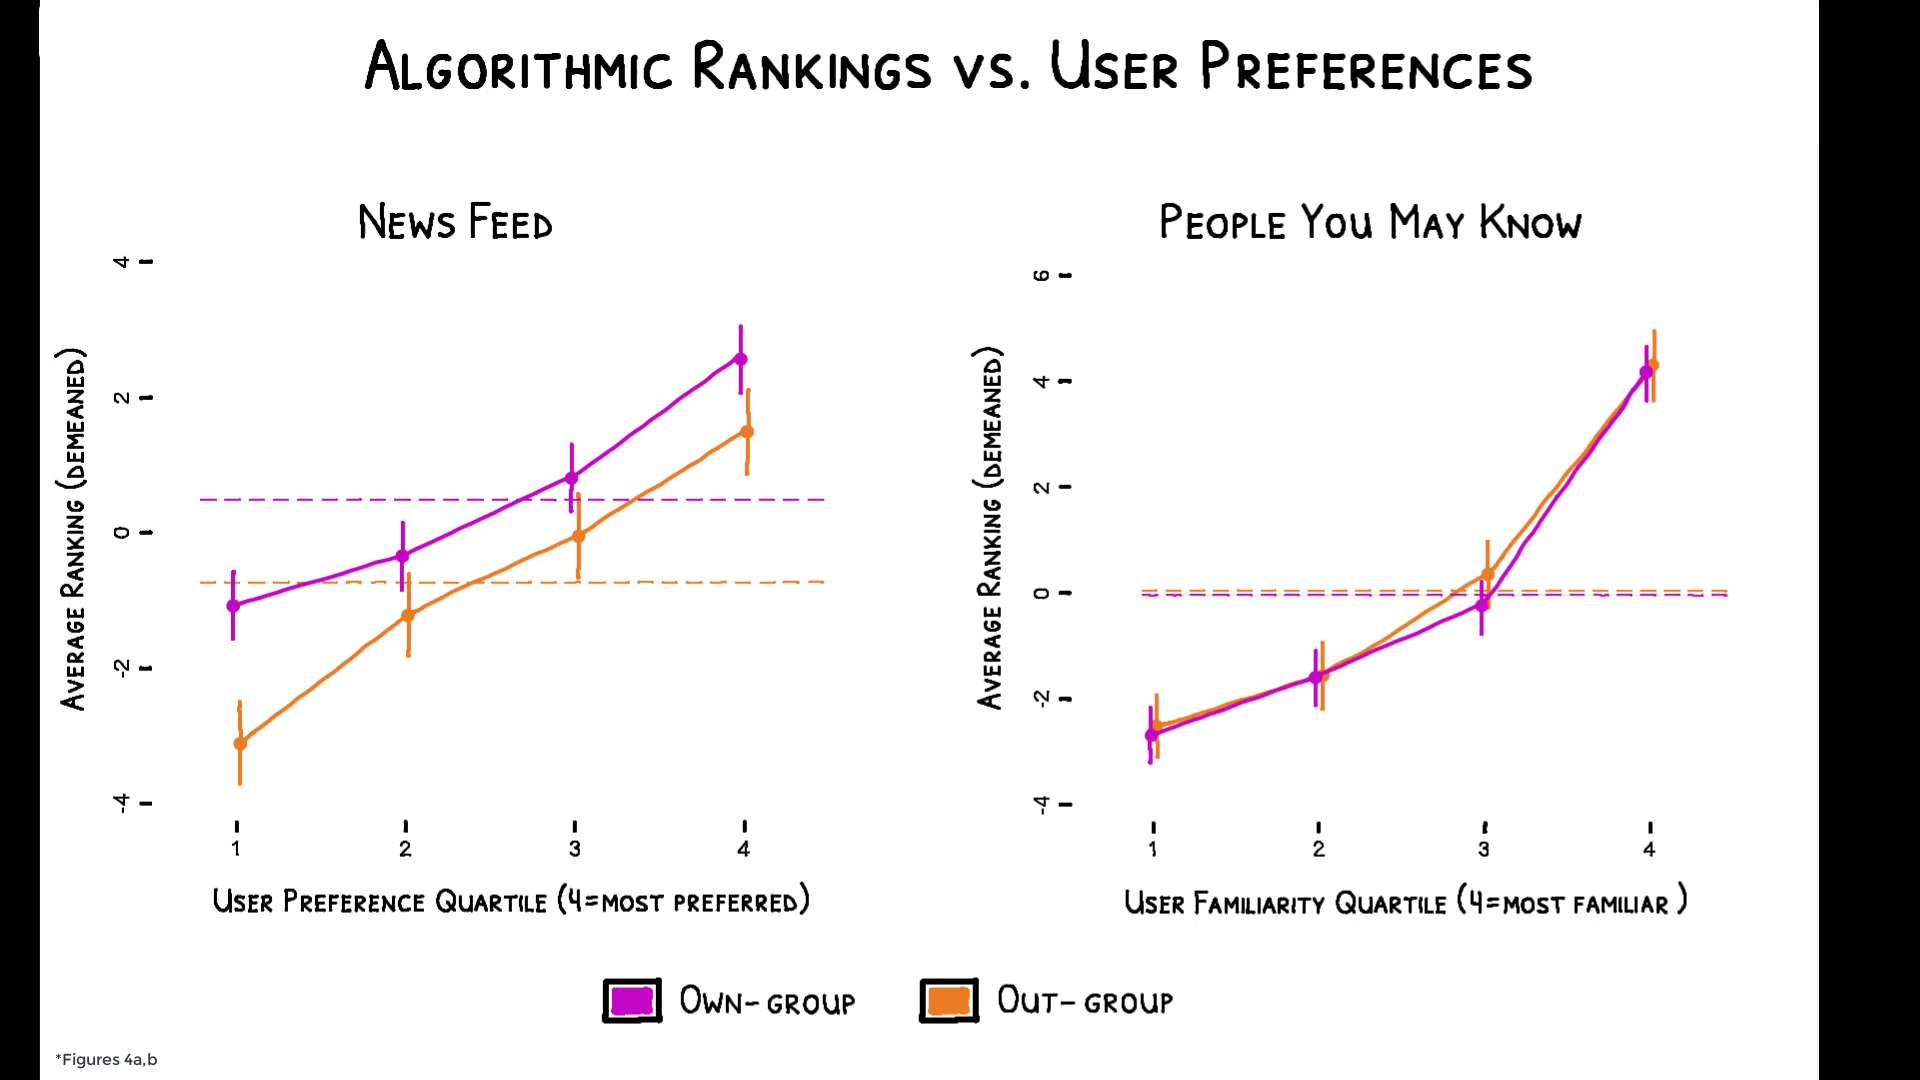 ALGORITHMIC RANKINGS VS. USER PREFERENCES
NEWS FEED
4
2
0
-2
-4
AVERAGE RANKING (DEMEANED)
1 2 3 4
USER PREFERENCE QUARTILE (4=MOST PREFERRED)
PEOPLE YOU MAY KNOW
6
4
2
0
-2
-4
AVERAGE RANKING (DEMEANED)
1 2 3 4
USER FAMILIARITY QUARTILE (4=MOST FAMILIAR )
OWN-GROUP OUT-GROUP
*Figures 4a,b